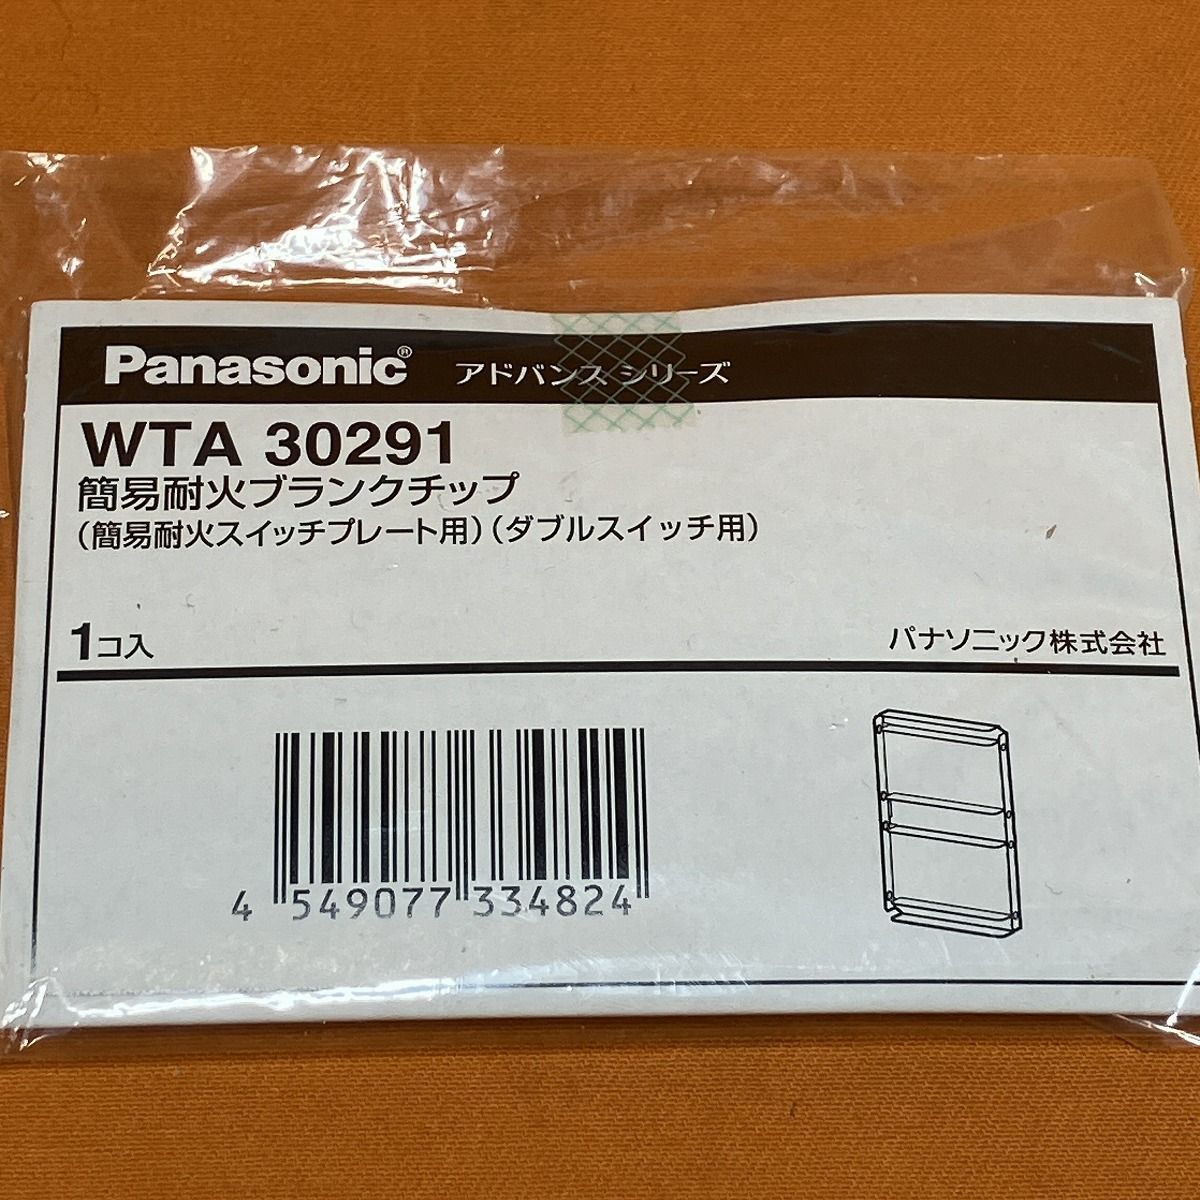 Panasonic® アドバンスシリーズ
WTA 30291
簡易耐火ブランクチップ
(簡易耐火スイッチプレート用)(ダブルスイッチ用)
1コ入 パナソニック株式会社
4 549077 334824